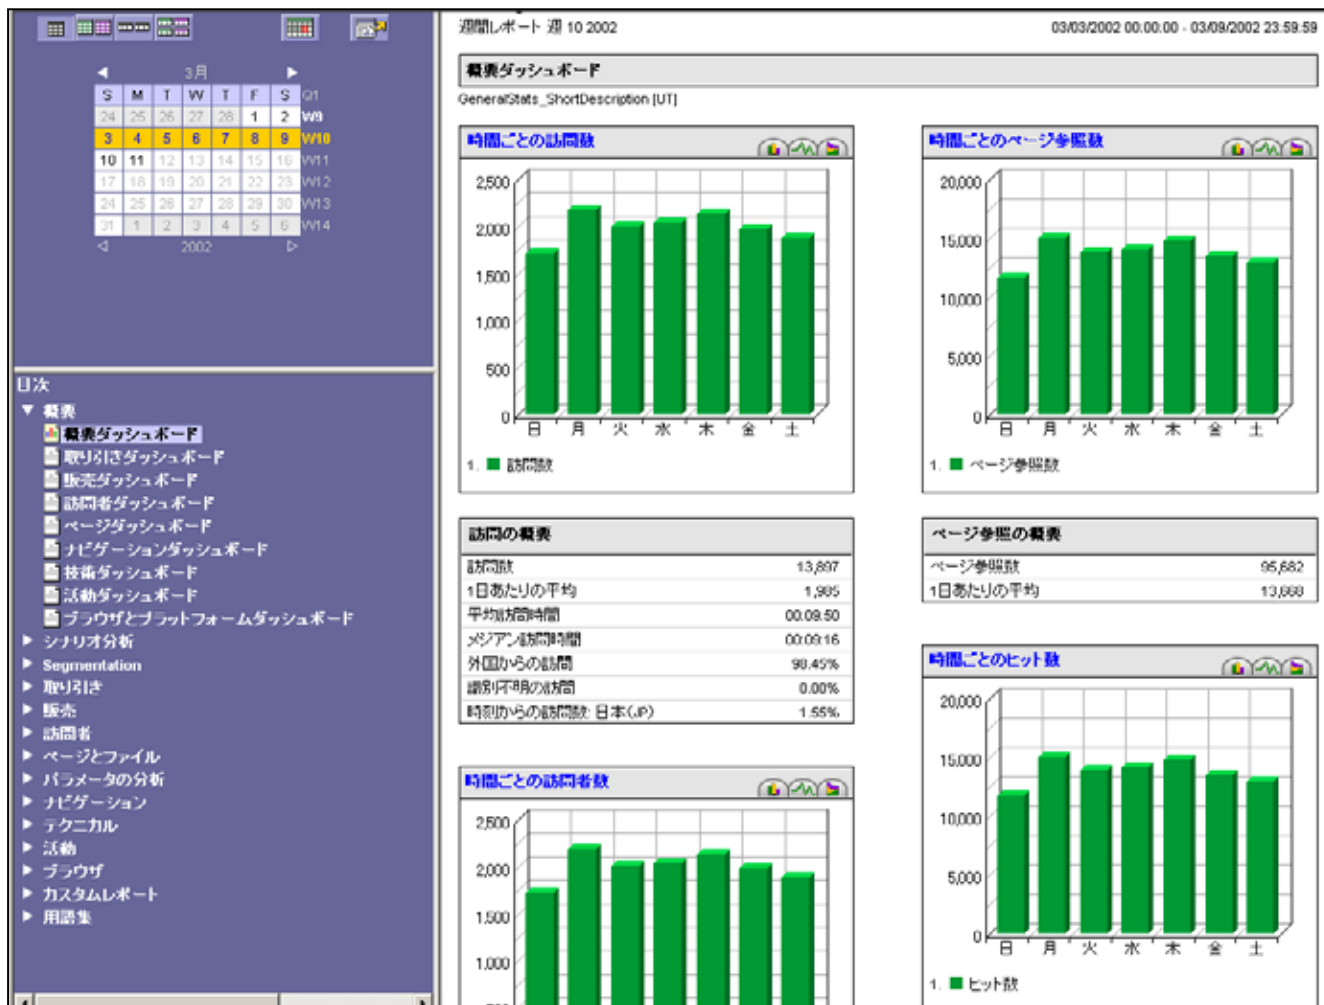 3月
S M T W T F S Q1
24 25 26 27 28 1 2 W9
3 4 5 6 7 8 9 W10
10 11 12 13 14 15 16 W11
17 18 19 20 21 22 23 W12
24 25 26 27 28 29 30 W13
31 1 2 3 4 5 6 W14
2002
目次
概要
概要ダッシュボード
取り引きダッシュボード
販売ダッシュボード
訪問者ダッシュボード
ページダッシュボード
ナビゲーションダッシュボード
技術ダッシュボード
活動ダッシュボード
ブラウザとプラットフォームダッシュボード
シナリオ分析
Segmentation
取り引き
販売
訪問者
ページとファイル
パラメータの分析
ナビゲーション
テクニカル
活動
ブラウザ
カスタムレポート
用語集
週間レポート 週 10 2002
03/03/2002 00:00:00 - 03/09/2002 23:59:59
概要ダッシュボード
GeneralStats_ShortDescription [UT]
時間ごとの訪問数
2,500
2,000
1,500
1,000
500
0
日 月 火 水 木 金 土
1. 訪問数
時間ごとのページ参照数
20,000
15,000
10,000
5,000
0
日 月 火 水 木 金 土
1. ページ参照数
訪問の概要
訪問数 13,897
1日あたりの平均 1,985
平均訪問時間 00:09:50
メジアン訪問時間 00:09:16
外国からの訪問 98.45%
識別不明の訪問 0.00%
時刻からの訪問数: 日本(JP) 1.55%
ページ参照の概要
ページ参照数 95,682
1日あたりの平均 13,668
時間ごとの訪問者数
2,500
2,000
1,500
1,000
時間ごとのヒット数
20,000
15,000
10,000
5,000
0
日 月 火 水 木 金 土
1. ヒット数